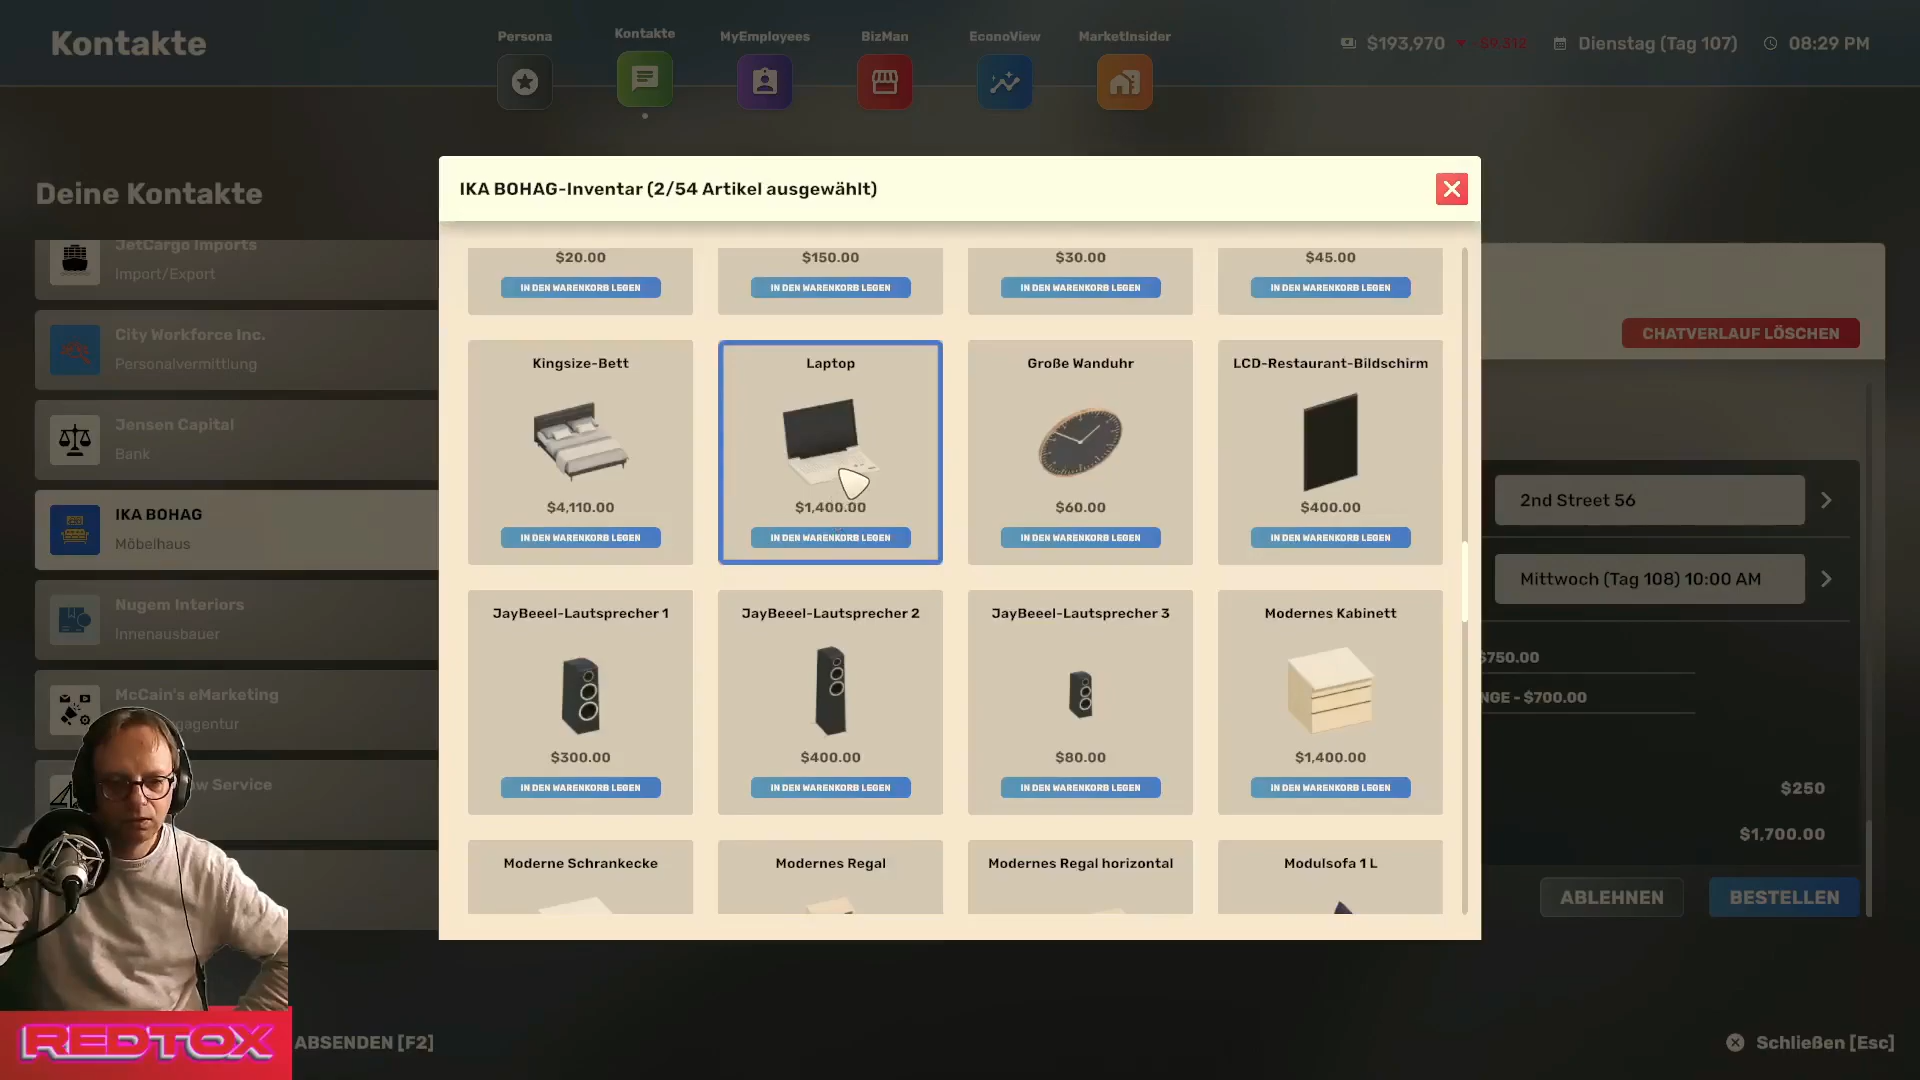 Kontakte
Persona
Kontakte
MyEmployees
BizMan
EconoView
MarketInsider
$193,970
-$9,312
Dienstag (Tag 107)
08:29 PM
Deine Kontakte
JetCargo Imports
Import/Export
City Workforce Inc.
Personalvermittlung
Jensen Capital
Bank
IKA BOHAG
Möbelhaus
Nugem Interiors
Innenausbauer
McCain's eMarketing
Service
IKA BOHAG-Inventar (2/54 Artikel ausgewählt)
$20.00
$150.00
$30.00
$45.00
IN DEN WARENKORB LEGEN
IN DEN WARENKORB LEGEN
IN DEN WARENKORB LEGEN
IN DEN WARENKORB LEGEN
Kingsize-Bett
Laptop
Große Wanduhr
LCD-Restaurant-Bildschirm
$4,110.00
$1,400.00
$60.00
$400.00
IN DEN WARENKORB LEGEN
IN DEN WARENKORB LEGEN
IN DEN WARENKORB LEGEN
IN DEN WARENKORB LEGEN
JayBeeel-Lautsprecher 1
JayBeeel-Lautsprecher 2
JayBeeel-Lautsprecher 3
Modernes Kabinett
$300.00
$400.00
$80.00
$1,400.00
IN DEN WARENKORB LEGEN
IN DEN WARENKORB LEGEN
IN DEN WARENKORB LEGEN
IN DEN WARENKORB LEGEN
Moderne Schrankecke
Modernes Regal
Modernes Regal horizontal
Modulsofa 1 L
CHATVERLAUF LÖSCHEN
2nd Street 56
Mittwoch (Tag 108) 10:00 AM
$750.00
NGE - $700.00
$250
$1,700.00
ABLEHNEN
BESTELLEN
REDTOX
ABSENDEN [F2]
Schließen [Esc]